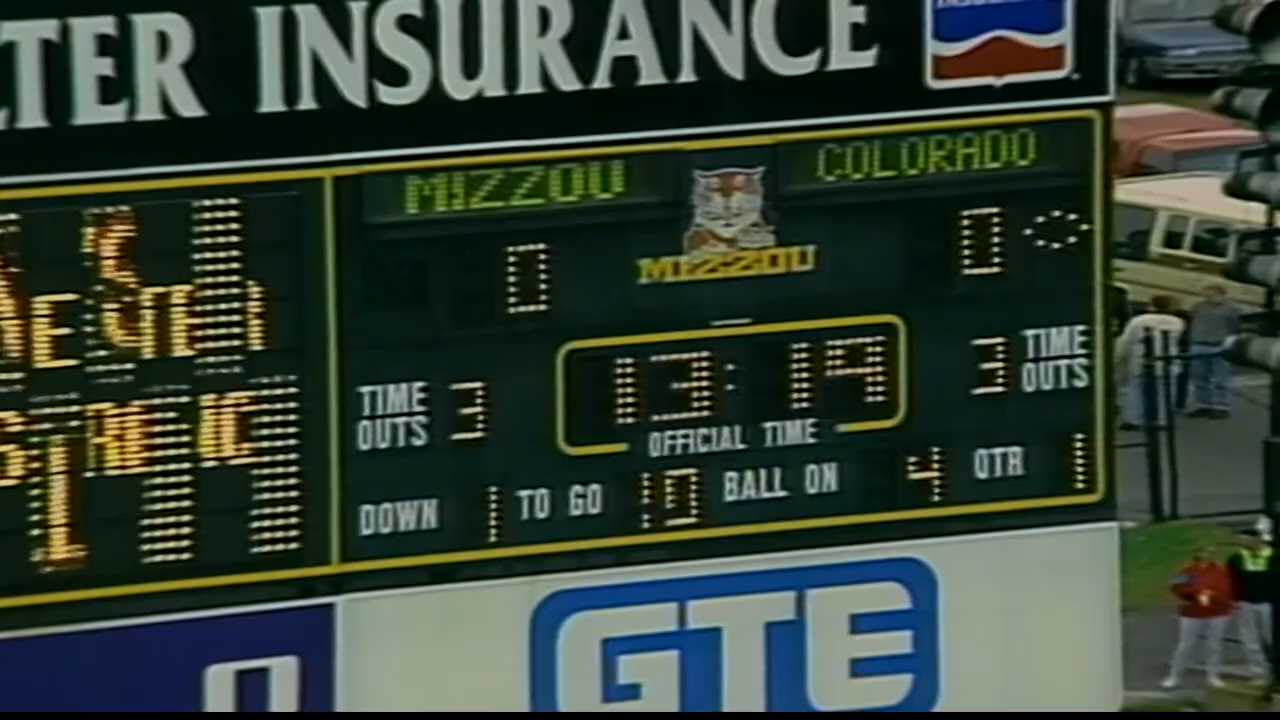 TER INSURANCE
MIZZOU COLORADO
0 MIZZOU 0
TIME OUTS 3 13:19 3 TIME OUTS
OFFICIAL TIME
DOWN 1 TO GO 10 BALL ON 4 QTR 1
GTE